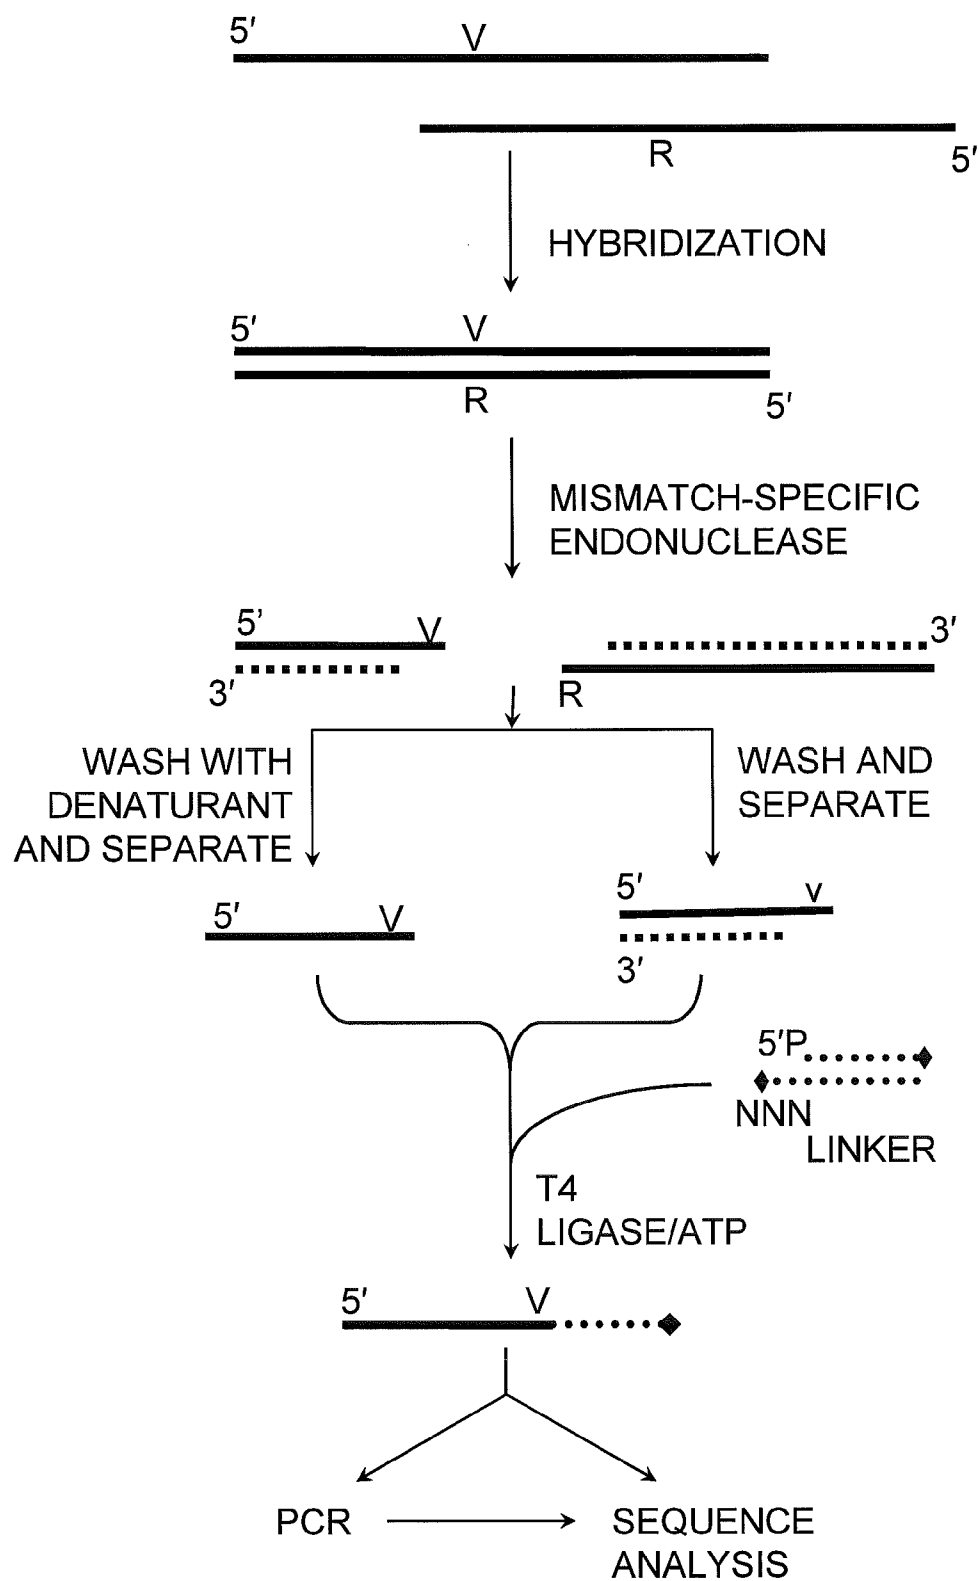 5′
V
R
5′
HYBRIDIZATION
5′
V
R
5′
MISMATCH-SPECIFIC
ENDONUCLEASE
5'
V
3′
3′
R
WASH WITH
DENATURANT
AND SEPARATE
WASH AND
SEPARATE
5′
V
5′
v
3′
5′P
NNN
LINKER
T4
LIGASE/ATP
5′
V
PCR
SEQUENCE
ANALYSIS